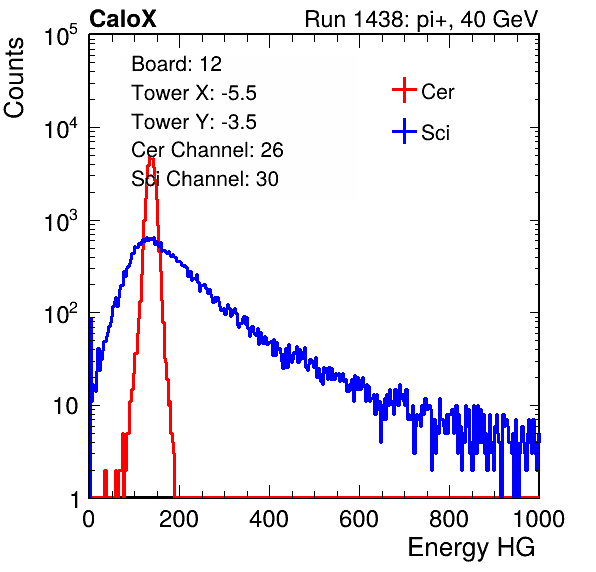 CaloX Run 1438: pi+, 40 GeV
Counts
10^5
10^4
10^3
10^2
10
1
Board: 12
Tower X: -5.5
Tower Y: -3.5
Cer Channel: 26
Sci Channel: 30
Cer
Sci
0 200 400 600 800 1000
Energy HG